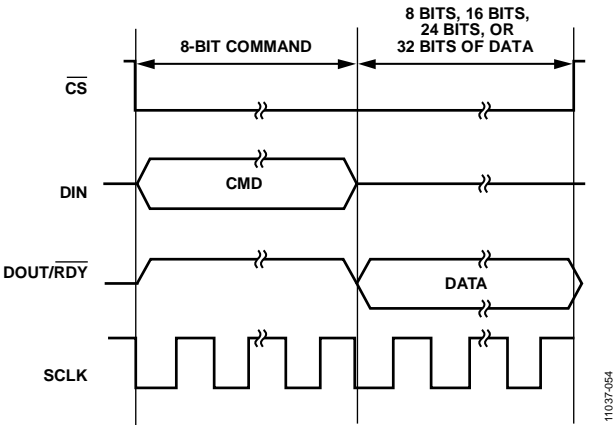 8 BITS, 16 BITS,
24 BITS, OR
8-BIT COMMAND
32 BITS OF DATA
CS
DIN
CMD
DOUT/RDY
DATA
SCLK
11037-054